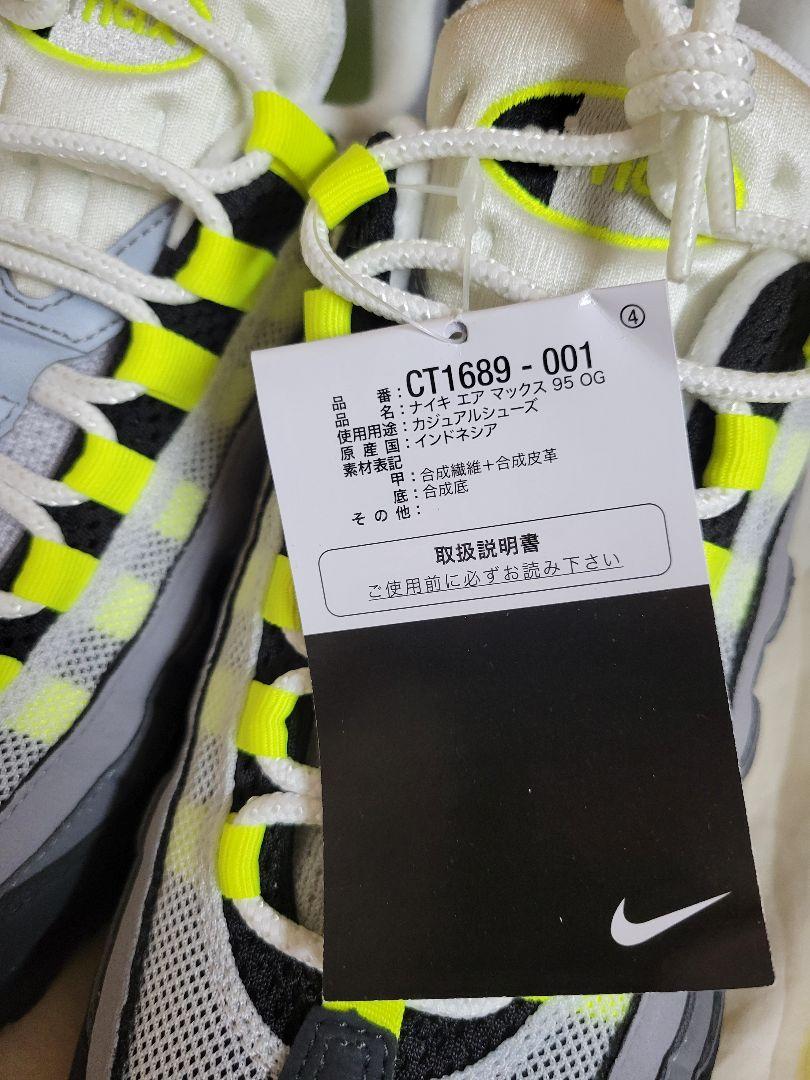 max
max
④
品番：CT1689 - 001
品名：ナイキ エア マックス 95 OG
使用用途：カジュアルシューズ
原産国：インドネシア
素材表記
甲：合成繊維＋合成皮革
底：合成底
その他：
取扱説明書
ご使用前に必ずお読み下さい